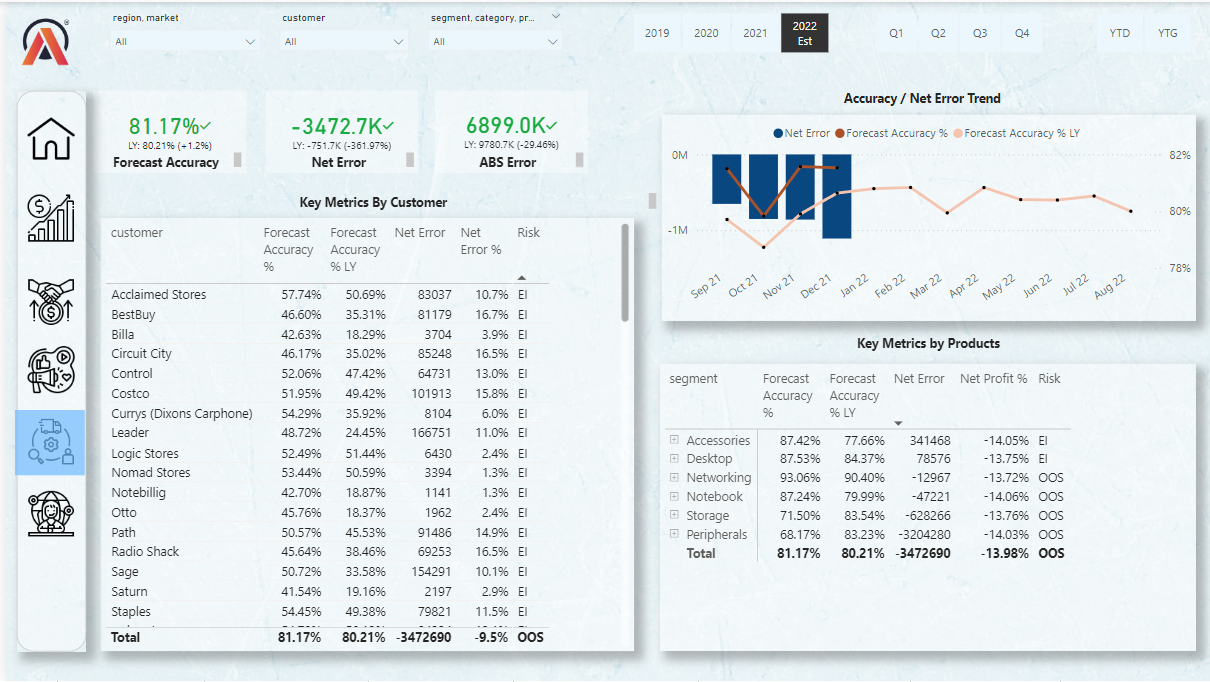 region, market
customer
segment, category, pr...
All
All
All
2019
2020
2021
2022
Est
Q1
Q2
Q3
Q4
YTD
YTG
81.17%
LY: 80.21% (+1.2%)
Forecast Accuracy
-3472.7K
LY: -751.7K (-361.97%)
Net Error
6899.0K
LY: 9780.7K (-29.46%)
ABS Error
Key Metrics By Customer
customer Forecast Accuracy % Forecast Accuracy % LY Net Error Net Error % Risk
Acclaimed Stores 57.74% 50.69% 83037 10.7% EI
BestBuy 46.60% 35.31% 81179 16.7% EI
Billa 42.63% 18.29% 3704 3.9% EI
Circuit City 46.17% 35.02% 85248 16.5% EI
Control 52.06% 47.42% 64731 13.0% EI
Costco 51.95% 49.42% 101913 15.8% EI
Currys (Dixons Carphone) 54.29% 35.92% 8104 6.0% EI
Leader 48.72% 24.45% 166751 11.0% EI
Logic Stores 52.49% 51.44% 6430 2.4% EI
Nomad Stores 53.44% 50.59% 3394 1.3% EI
Notebillig 42.70% 18.87% 1141 1.3% EI
Otto 45.76% 18.37% 1962 2.4% EI
Path 50.57% 45.53% 91486 14.9% EI
Radio Shack 45.64% 38.46% 69253 16.5% EI
Sage 50.72% 33.58% 154291 10.1% EI
Saturn 41.54% 19.16% 2197 2.9% EI
Staples 54.45% 49.38% 79821 11.5% EI
Total 81.17% 80.21% -3472690 -9.5% OOS
Accuracy / Net Error Trend
Net Error Forecast Accuracy % Forecast Accuracy % LY
0M
-1M
82%
80%
78%
Sep 21
Oct 21
Nov 21
Dec 21
Jan 22
Feb 22
Mar 22
Apr 22
May 22
Jun 22
Jul 22
Aug 22
Key Metrics by Products
segment Forecast Accuracy % Forecast Accuracy % LY Net Error Net Profit % Risk
Accessories 87.42% 77.66% 341468 -14.05% EI
Desktop 87.53% 84.37% 78576 -13.75% EI
Networking 93.06% 90.40% -12967 -13.72% OOS
Notebook 87.24% 79.99% -47221 -14.06% OOS
Storage 71.50% 83.54% -628266 -13.76% OOS
Peripherals 68.17% 83.23% -3204280 -14.03% OOS
Total 81.17% 80.21% -3472690 -13.98% OOS